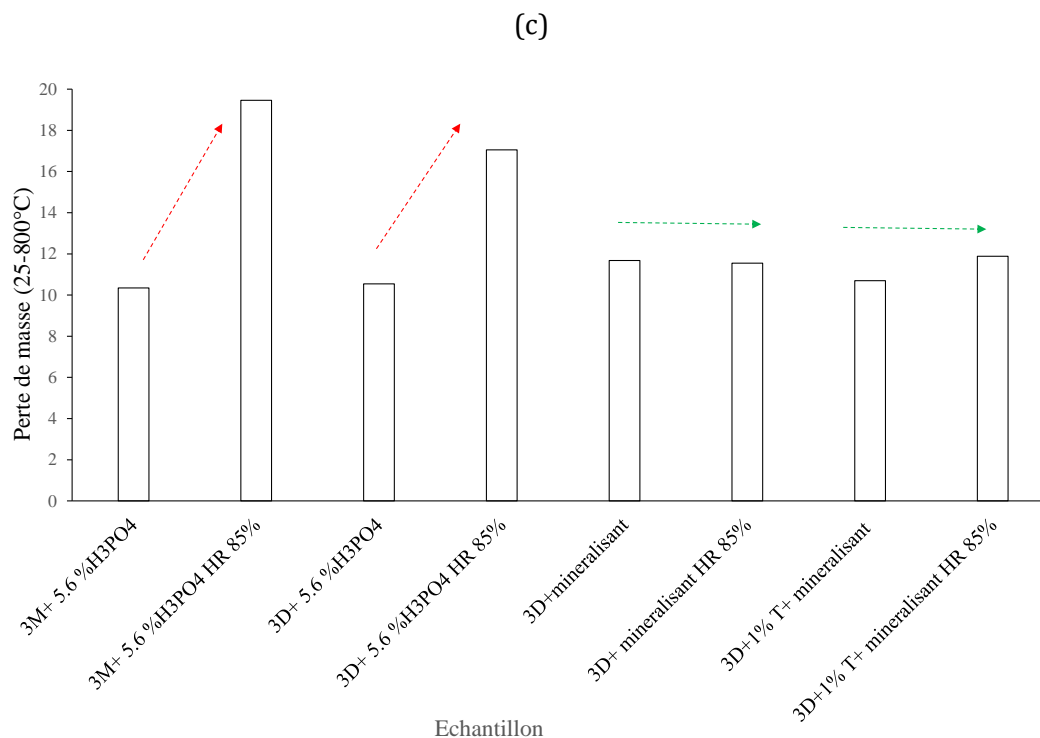 (c)
Perte de masse (25-800°C)
20
18
16
14
12
10
8
6
4
2
0
3M+ 5.6 %H3PO4
3M+ 5.6 %H3PO4 HR 85%
3D+ 5.6 %H3PO4
3D+ 5.6 %H3PO4 HR 85%
3D+mineralisant
3D+ mineralisant HR 85%
3D+1% T+ mineralisant
3D+1% T+ mineralisant HR 85%
Echantillon